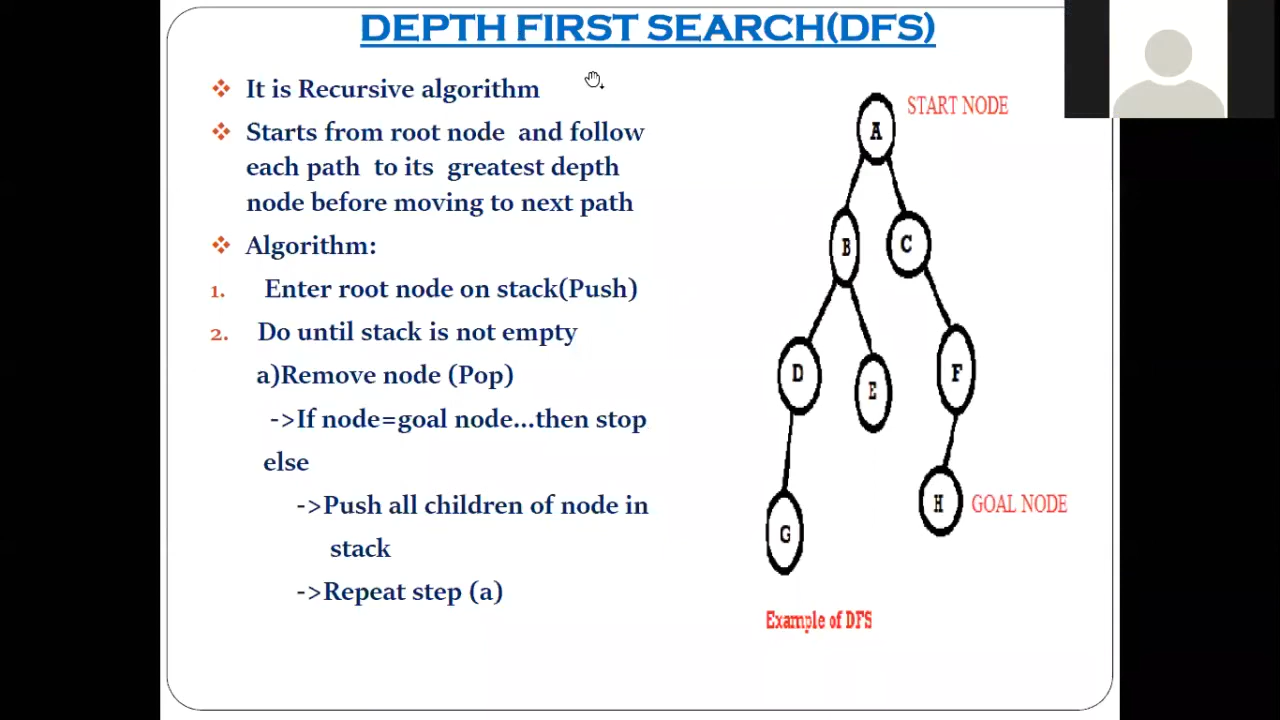 DEPTH FIRST SEARCH(DFS)
It is Recursive algorithm
Starts from root node and follow
each path to its greatest depth
node before moving to next path
Algorithm:
1. Enter root node on stack(Push)
2. Do until stack is not empty
a)Remove node (Pop)
->If node=goal node...then stop
else
->Push all children of node in
stack
->Repeat step (a)
START NODE
A
B
C
D
E
F
G
H
GOAL NODE
Example of DFS